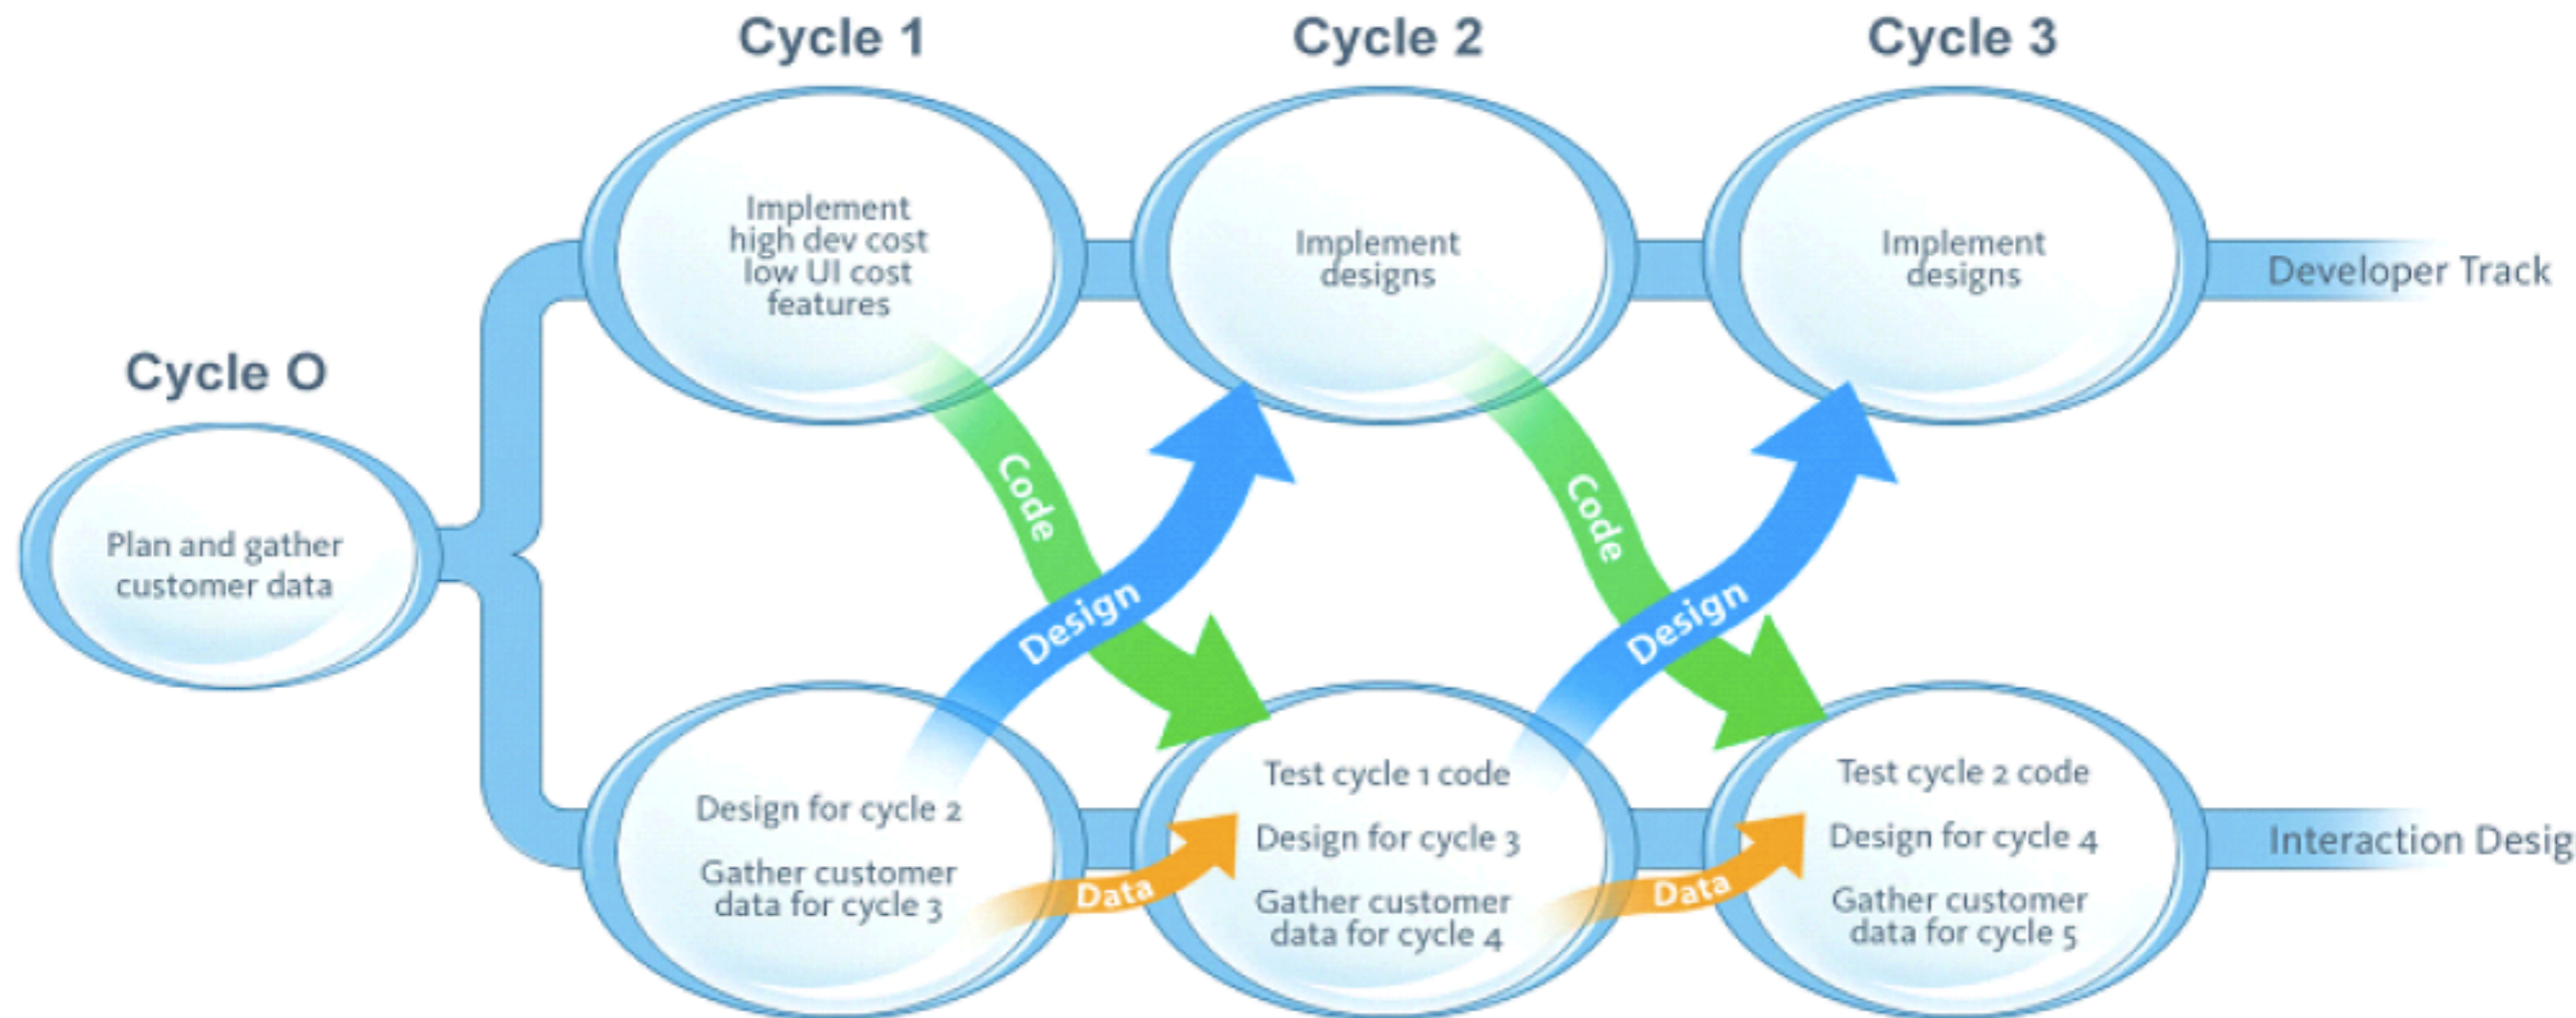 Cycle 1
Cycle 2
Cycle 3
Implement
high dev cost
low UI cost
features
Implement
designs
Implement
designs
Developer Track
Cycle O
Plan and gather
customer data
Code
Design
Code
Design
Design for cycle 2
Gather customer
data for cycle 3
Data
Test cycle 1 code
Design for cycle 3
Gather customer
data for cycle 4
Data
Test cycle 2 code
Design for cycle 4
Gather customer
data for cycle 5
Interaction Desig